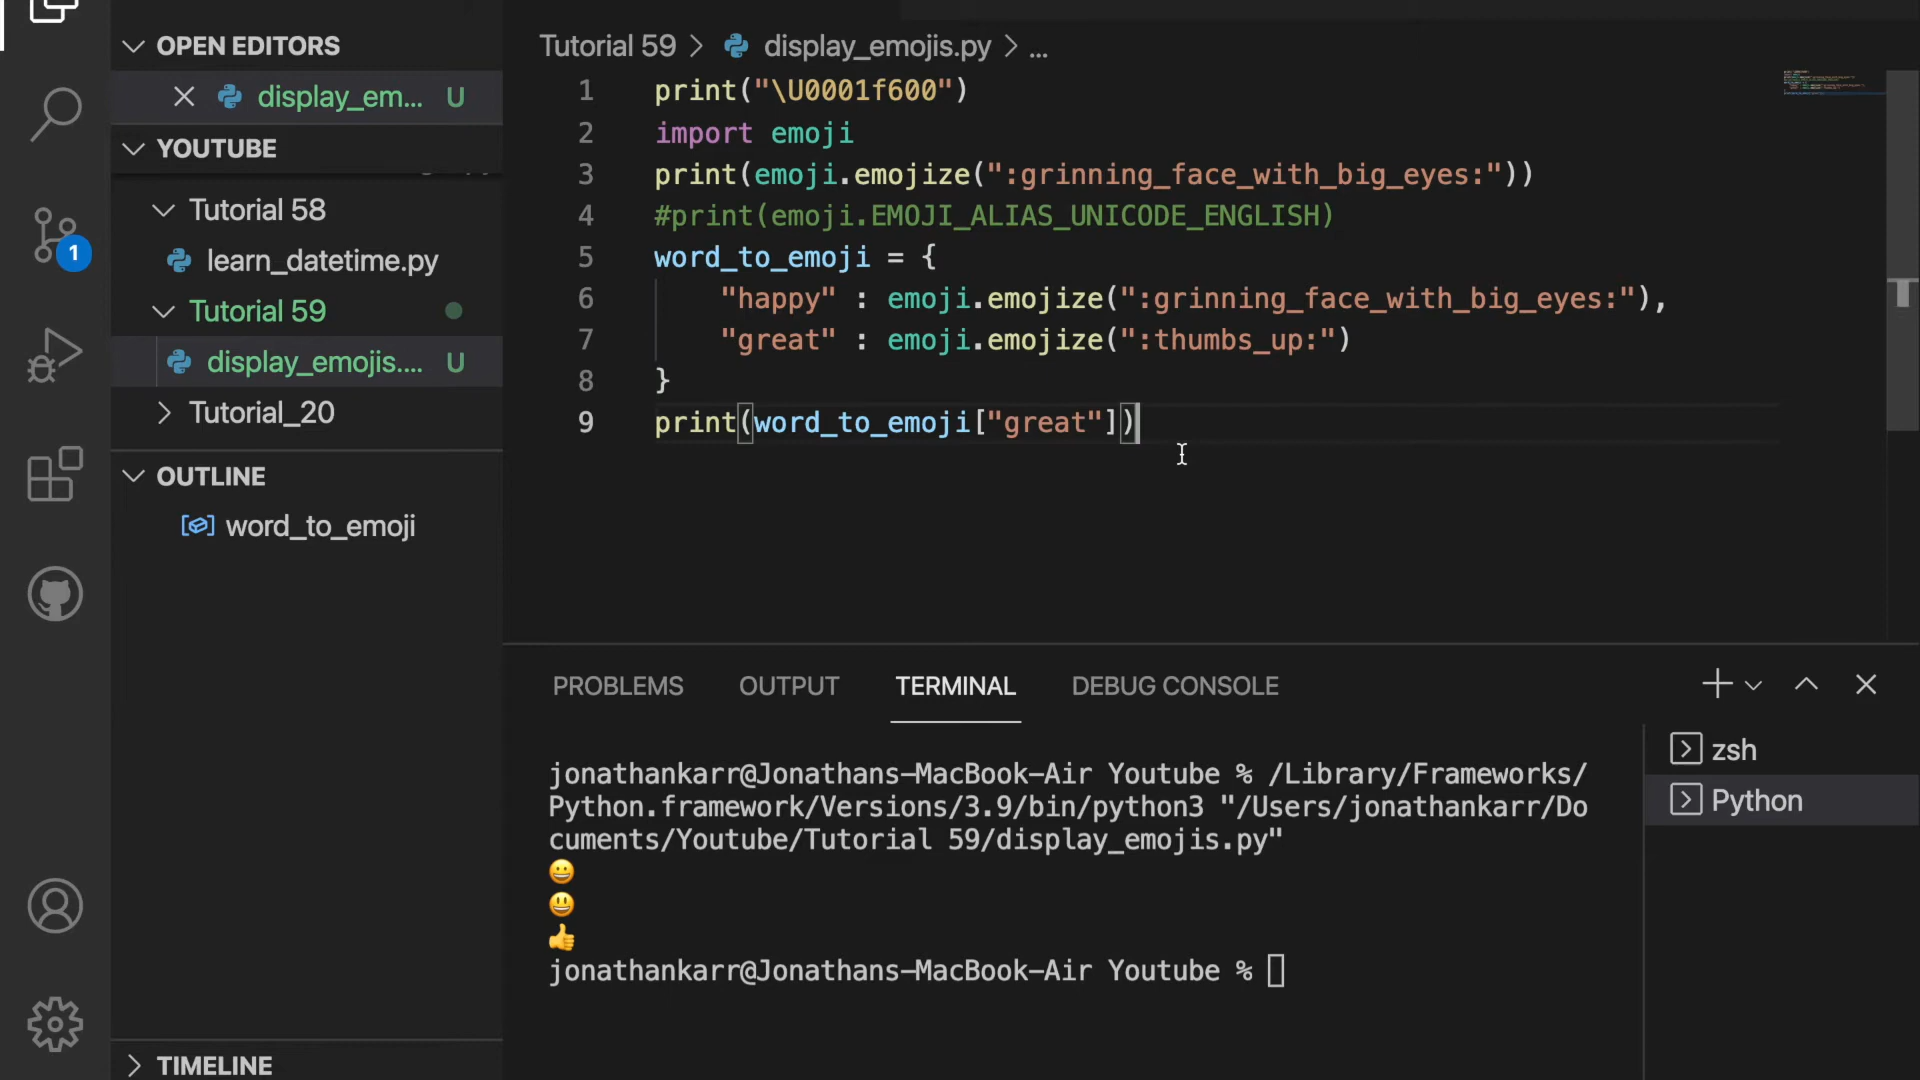 OPEN EDITORS
display_em... U
YOUTUBE
Tutorial 58
learn_datetime.py
Tutorial 59
display_emojis.... U
Tutorial_20
OUTLINE
word_to_emoji
TIMELINE
1
Tutorial 59 > display_emojis.py > ...
1 print("\U0001f600")
2 import emoji
3 print(emoji.emojize(":grinning_face_with_big_eyes:"))
4 #print(emoji.EMOJI_ALIAS_UNICODE_ENGLISH)
5 word_to_emoji = {
6 "happy" : emoji.emojize(":grinning_face_with_big_eyes:"),
7 "great" : emoji.emojize(":thumbs_up:")
8 }
9 print(word_to_emoji["great"])
PROBLEMS OUTPUT TERMINAL DEBUG CONSOLE
jonathankarr@Jonathans-MacBook-Air Youtube % /Library/Frameworks/
Python.framework/Versions/3.9/bin/python3 "/Users/jonathankarr/Do
cuments/Youtube/Tutorial 59/display_emojis.py"
😀
😃
👍
jonathankarr@Jonathans-MacBook-Air Youtube %
zsh
Python